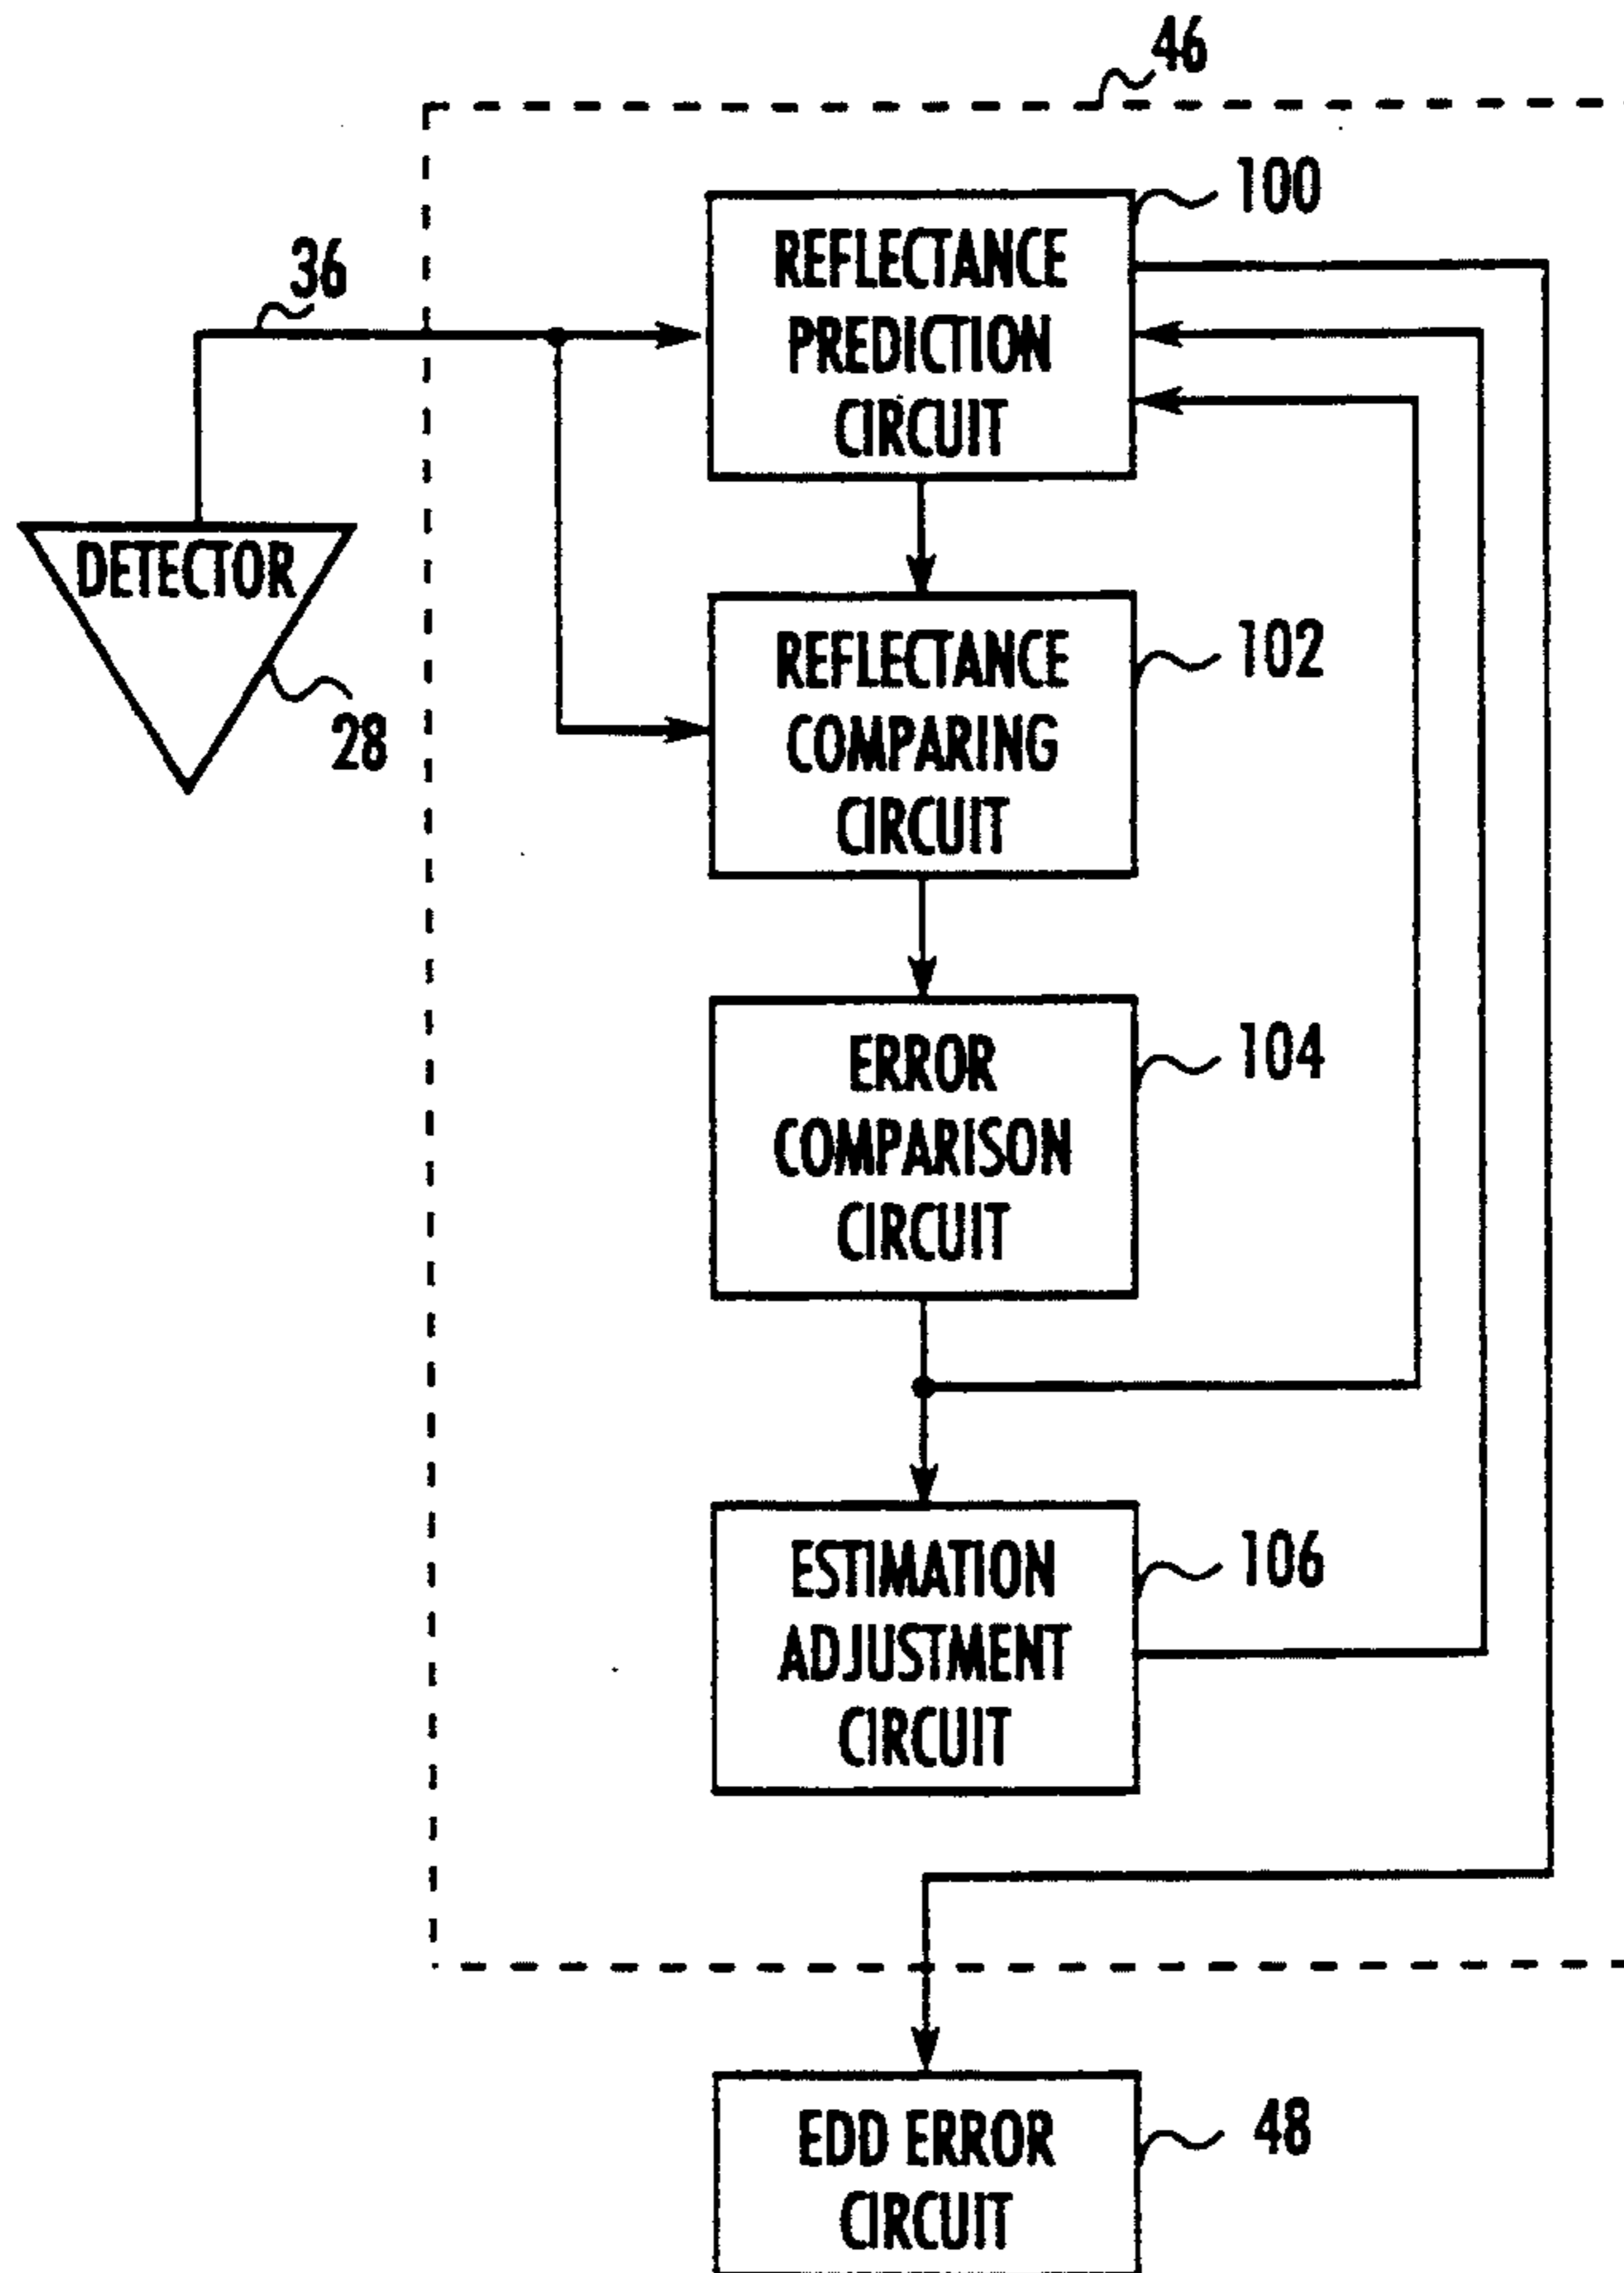 46
100
REFLECTANCE
PREDICTION
CIRCUIT
36
DETECTOR
28
REFLECTANCE
COMPARING
CIRCUIT
102
ERROR
COMPARISON
CIRCUIT
104
ESTIMATION
ADJUSTMENT
CIRCUIT
106
EDD ERROR
CIRCUIT
48